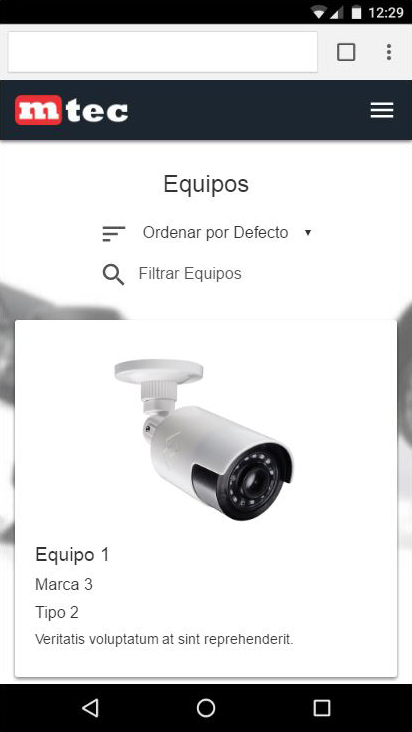 12:29
mtec
Equipos
Ordenar por Defecto
Filtrar Equipos
Equipo 1
Marca 3
Tipo 2
Veritatis voluptatum at sint reprehenderit.